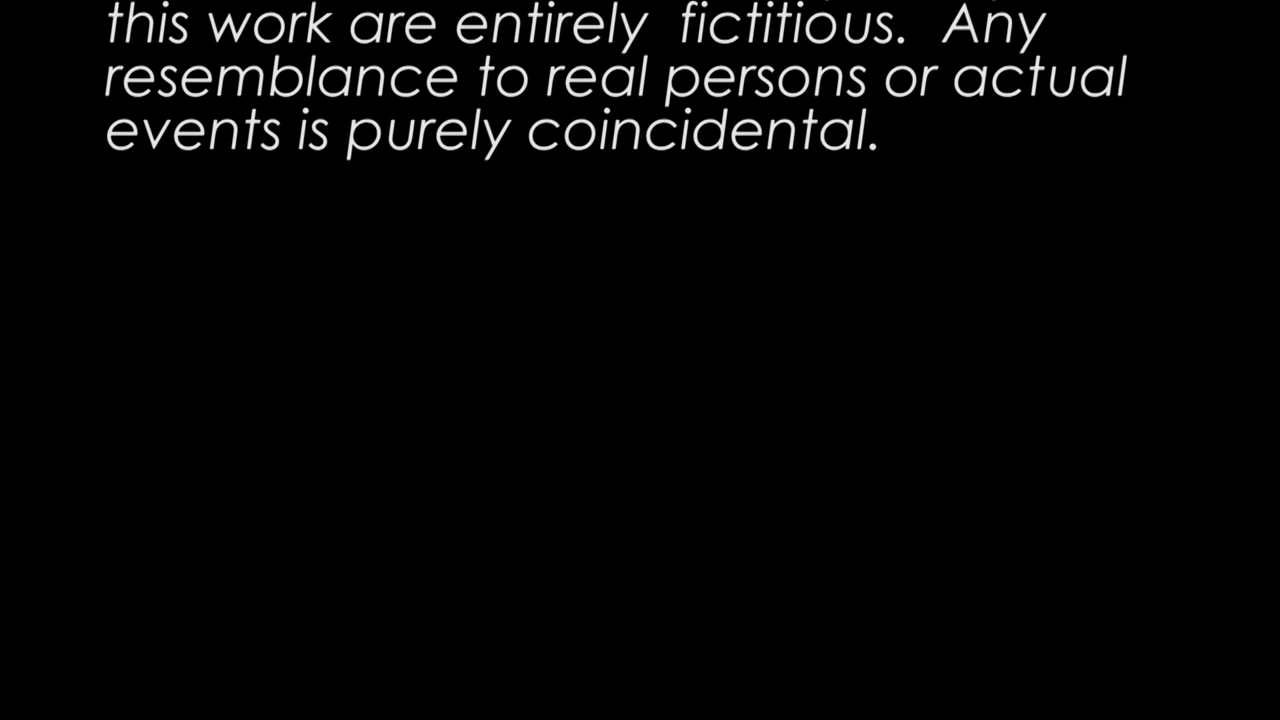 this work are entirely  fictitious.  Any
resemblance to real persons or actual
events is purely coincidental.